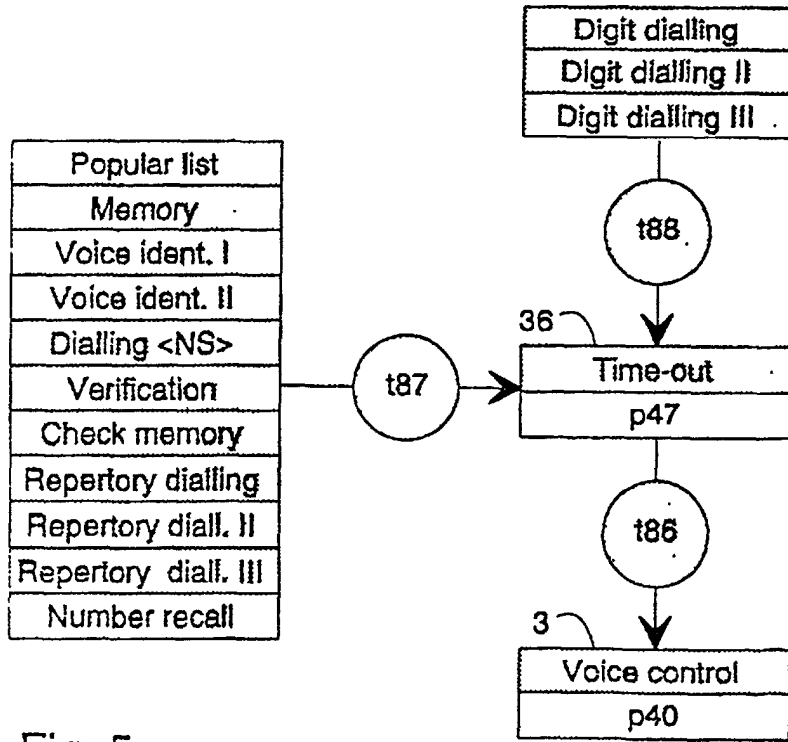 Digit dialling
Digit dialling II
Digit dialling III
Popular list
Memory
Voice ident. I
Voice ident. II
Dialling <NS>
Verification
Check memory
Repertory dialling
Repertory diall. II
Repertory diall. III
Number recall
t88
t87
36
Time-out
p47
t86
3
Voice control
p40